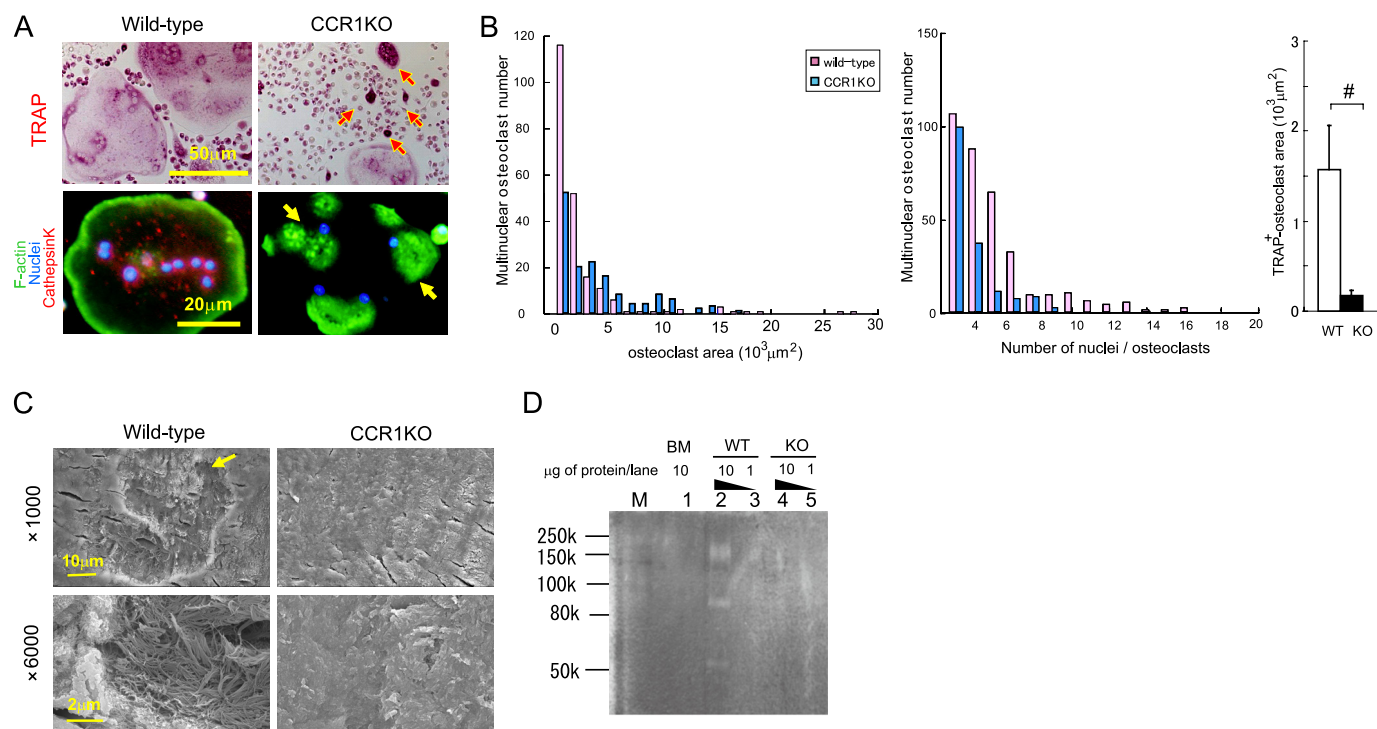 A
Wild-type
CCR1KO
TRAP
50μm
F-actin
Nuclei
CathepsinK
20μm
B
Multinuclear osteoclast number
120
100
80
60
40
20
0
wild-type
CCR1KO
0
5
10
15
20
25
30
osteoclast area (10³μm²)
Multinuclear osteoclast number
150
100
50
0
4
6
8
10
12
14
16
18
20
Number of nuclei / osteoclasts
TRAP⁺-osteoclast area (10³μm²)
3
2
1
0
#
WT KO
C
Wild-type
CCR1KO
×1000
10μm
×6000
2μm
D
BM WT KO
μg of protein/lane 10 10 1 10 1
M 1 2 3 4 5
250k
150k
100k
80k
50k